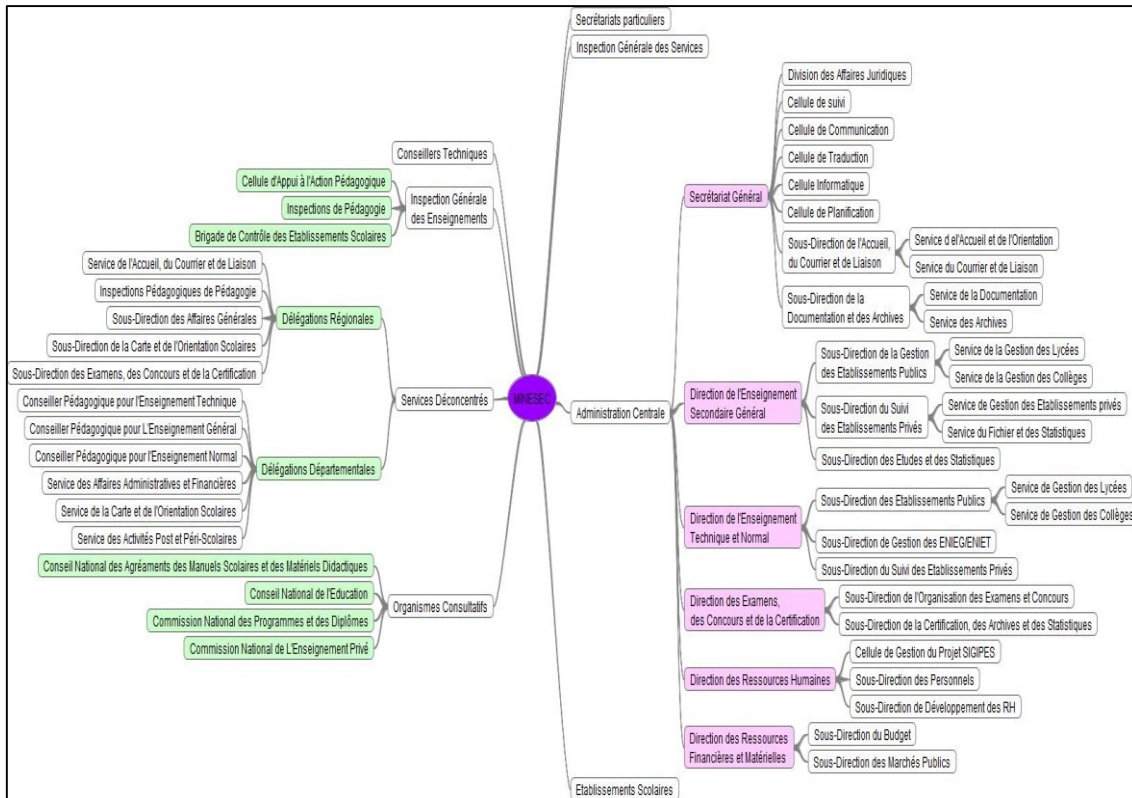 Secrétariats particuliers
Inspection Générale des Services
Conseillers Techniques
Inspection Générale
des Enseignements
Cellule d'Appui à l'Action Pédagogique
Inspections de Pédagogie
Brigade de Contrôle des Etablissements Scolaires
Services Déconcentrés
Délégations Régionales
Service de l'Accueil, du Courrier et de Liaison
Inspections Pédagogiques de Pédagogie
Sous-Direction des Affaires Générales
Sous-Direction de la Carte et de l'Orientation Scolaires
Sous-Direction des Examens, des Concours et de la Certification
Délégations Départementales
Conseiller Pédagogique pour l'Enseignement Technique
Conseiller Pédagogique pour L'Enseignement Général
Conseiller Pédagogique pour l'Enseignement Normal
Service des Affaires Administratives et Financières
Service de la Carte et de l'Orientation Scolaires
Service des Activités Post et Péri-Scolaires
Organismes Consultatifs
Conseil National des Agréaments des Manuels Scolaires et des Matériels Didactiques
Conseil National de l'Education
Commission National des Programmes et des Diplômes
Commission National de L'Enseignement Privé
MINESEC
Administration Centrale
Secrétariat Général
Division des Affaires Juridiques
Cellule de suivi
Cellule de Communication
Cellule de Traduction
Cellule Informatique
Cellule de Planification
Sous-Direction de l'Accueil,
du Courrier et de Liaison
Service d el'Accueil et de l'Orientation
Service du Courrier et de Liaison
Sous-Direction de la
Documentation et des Archives
Service de la Documentation
Service des Archives
Direction de l'Enseignement
Secondaire Général
Sous-Direction de la Gestion
des Etablissements Publics
Service de la Gestion des Lycées
Service de la Gestion des Collèges
Sous-Direction du Suivi
des Etablissements Privés
Service de Gestion des Etablissements privés
Service du Fichier et des Statistiques
Sous-Direction des Etudes et des Statistiques
Direction de l'Enseignement
Technique et Normal
Sous-Direction des Etablissements Publics
Service de Gestion des Lycées
Service de Gestion des Collèges
Sous-Direction de Gestion des ENIEG/ENIET
Sous-Direction du Suivi des Etablissements Privés
Direction des Examens,
des Concours et de la Certification
Sous-Direction de l'Organisation des Examens et Concours
Sous-Direction de la Certification, des Archives et des Statistiques
Direction des Ressources Humaines
Cellule de Gestion du Projet SIGIPES
Sous-Direction des Personnels
Sous-Direction de Développement des RH
Direction des Ressources
Financières et Matérielles
Sous-Direction du Budget
Sous-Direction des Marchés Publics
Etablissements Scolaires